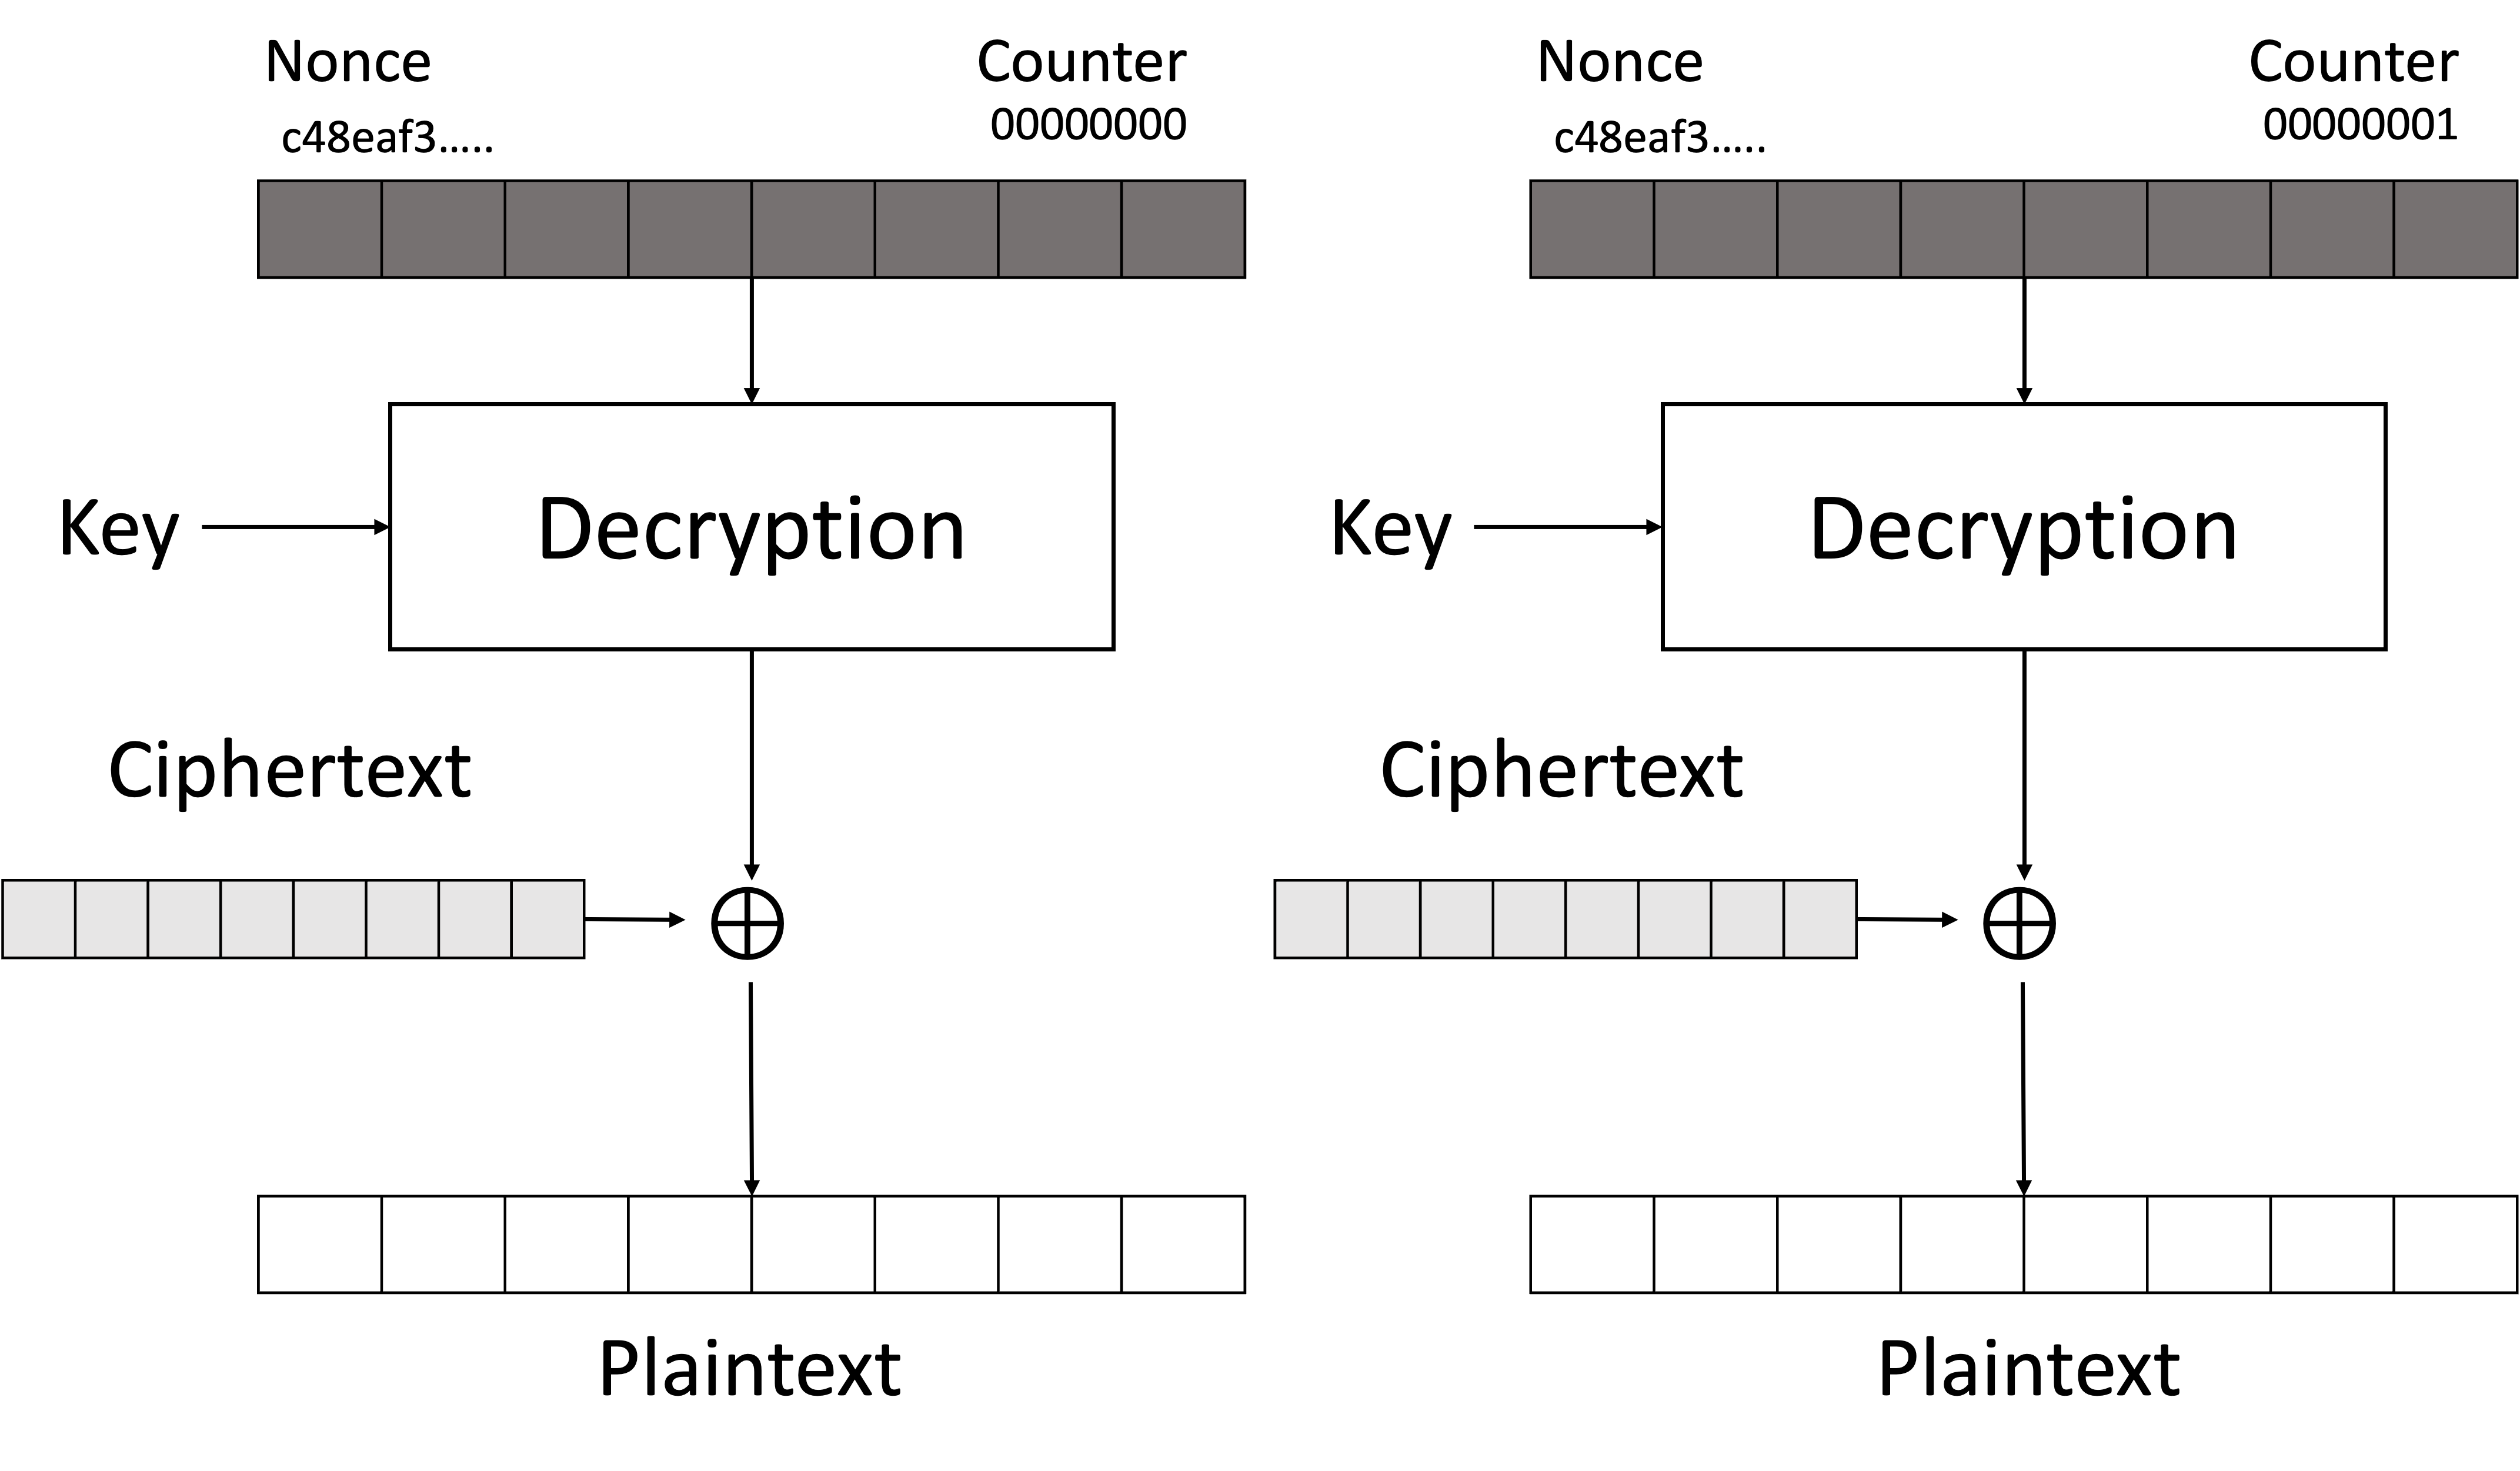 Nonce
Counter
c48eaf3.....
00000000
Key
Decryption
Ciphertext
Plaintext
Nonce
Counter
c48eaf3.....
00000001
Key
Decryption
Ciphertext
Plaintext